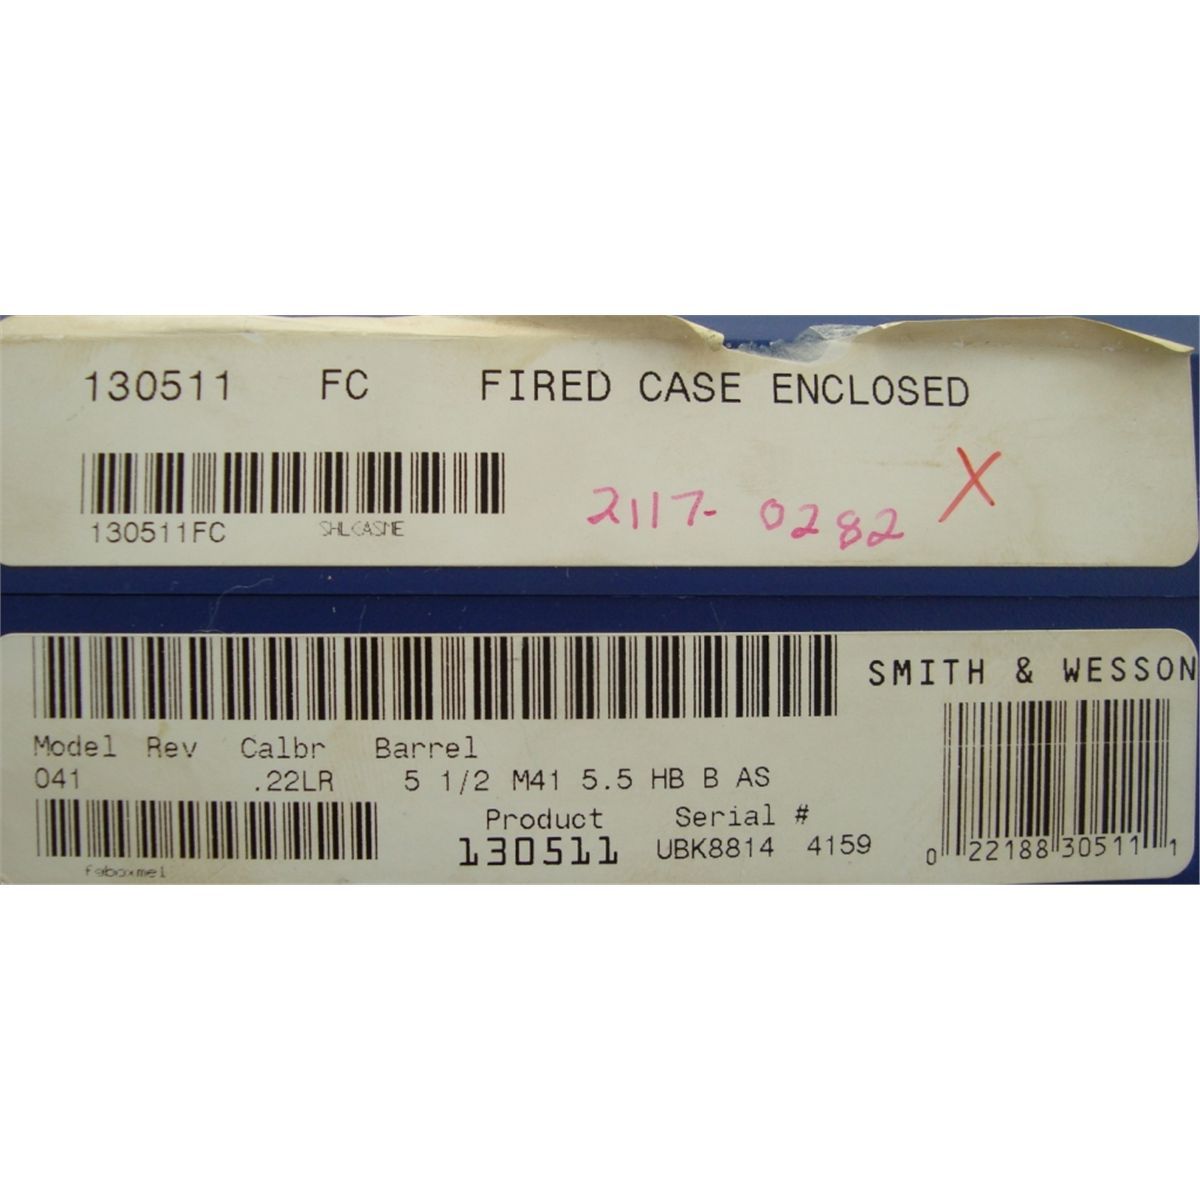 130511 FC FIRED CASE ENCLOSED
130511FC SHLCASME
2117- 0282 X
SMITH & WESSON
Model Rev Calbr Barrel
041 .22LR 5 1/2 M41 5.5 HB B AS
Product Serial #
130511 UBK8814 4159
fgboxme1
0 22188 30511 1